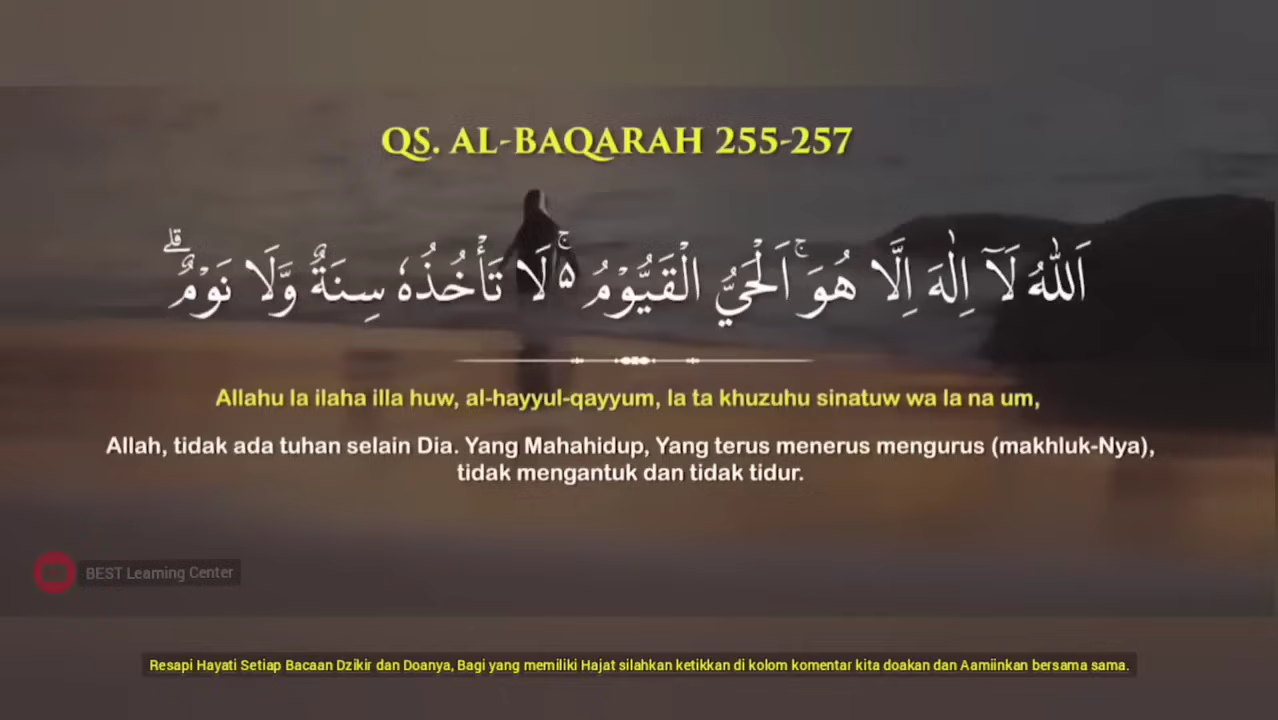 QS. AL-BAQARAH 255-257
اَللّٰهُ لَآ اِلٰهَ اِلَّا هُوَۚ اَلْحَيُّ الْقَيُّوْمُ ەۚ لَا تَأْخُذُهٗ سِنَةٌ وَّلَا نَوْمٌۗ
Allahu la ilaha illa huw, al-hayyul-qayyum, la ta khuzuhu sinatuw wa la na um,
Allah, tidak ada tuhan selain Dia. Yang Mahahidup, Yang terus menerus mengurus (makhluk-Nya),
tidak mengantuk dan tidak tidur.
BEST Learning Center
Resapi Hayati Setiap Bacaan Dzikir dan Doanya, Bagi yang memiliki Hajat silahkan ketikkan di kolom komentar kita doakan dan Aamiinkan bersama sama.